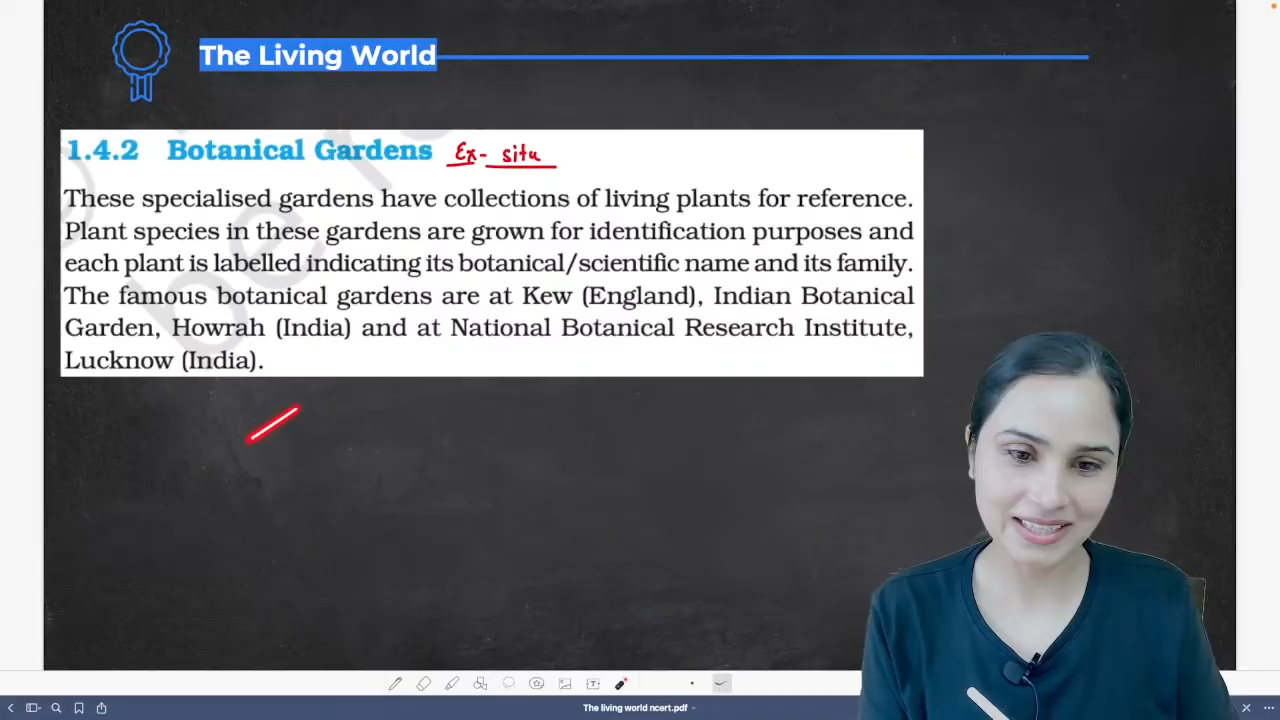 The Living World
1.4.2 Botanical Gardens Ex- situ
These specialised gardens have collections of living plants for reference.
Plant species in these gardens are grown for identification purposes and
each plant is labelled indicating its botanical/scientific name and its family.
The famous botanical gardens are at Kew (England), Indian Botanical
Garden, Howrah (India) and at National Botanical Research Institute,
Lucknow (India).
The living world ncert.pdf